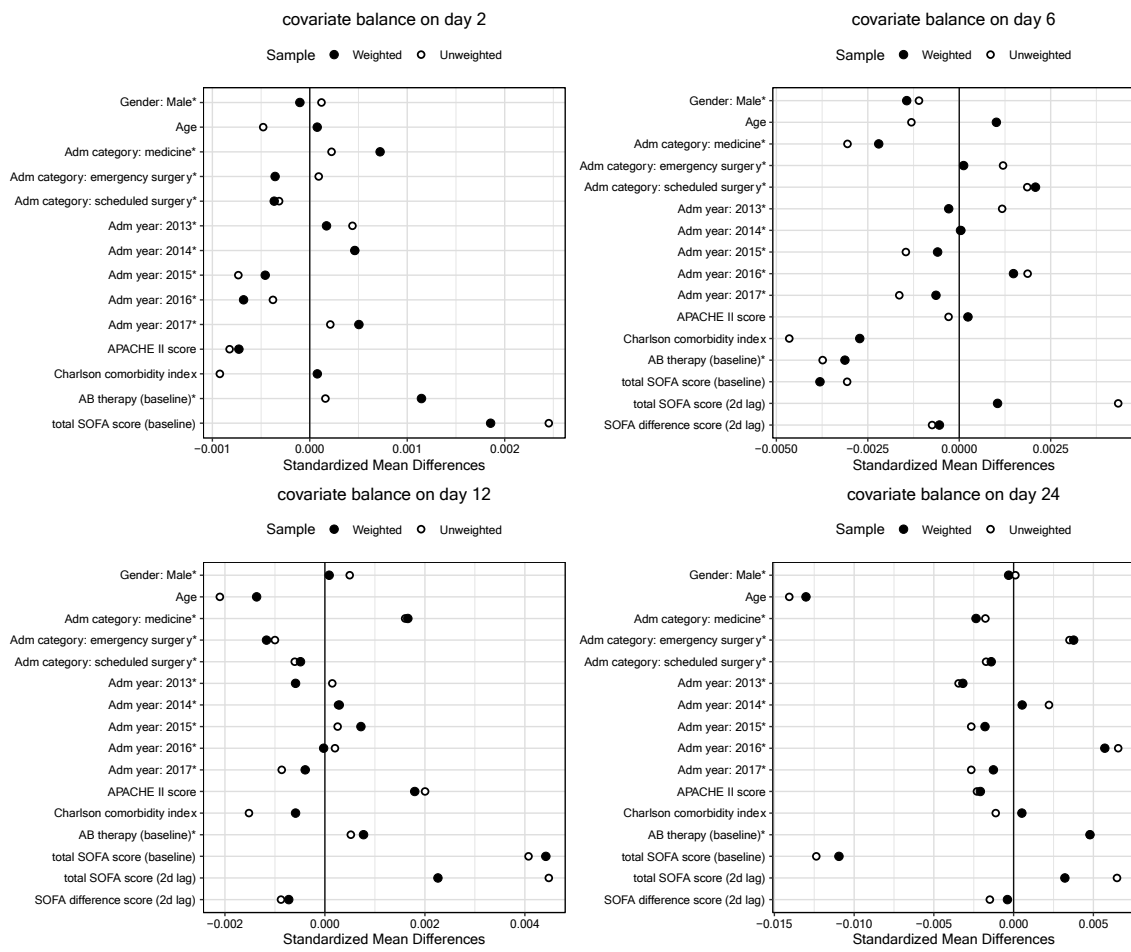 covariate balance on day 2
Sample Weighted Unweighted
Gender: Male*
Age
Adm category: medicine*
Adm category: emergency surgery*
Adm category: scheduled surgery*
Adm year: 2013*
Adm year: 2014*
Adm year: 2015*
Adm year: 2016*
Adm year: 2017*
APACHE II score
Charlson comorbidity index
AB therapy (baseline)*
total SOFA score (baseline)
−0.001 0.000 0.001 0.002
Standardized Mean Differences
covariate balance on day 6
Sample Weighted Unweighted
Gender: Male*
Age
Adm category: medicine*
Adm category: emergency surgery*
Adm category: scheduled surgery*
Adm year: 2013*
Adm year: 2014*
Adm year: 2015*
Adm year: 2016*
Adm year: 2017*
APACHE II score
Charlson comorbidity index
AB therapy (baseline)*
total SOFA score (baseline)
total SOFA score (2d lag)
SOFA difference score (2d lag)
−0.0050 −0.0025 0.0000 0.0025
Standardized Mean Differences
covariate balance on day 12
Sample Weighted Unweighted
Gender: Male*
Age
Adm category: medicine*
Adm category: emergency surgery*
Adm category: scheduled surgery*
Adm year: 2013*
Adm year: 2014*
Adm year: 2015*
Adm year: 2016*
Adm year: 2017*
APACHE II score
Charlson comorbidity index
AB therapy (baseline)*
total SOFA score (baseline)
total SOFA score (2d lag)
SOFA difference score (2d lag)
−0.002 0.000 0.002 0.004
Standardized Mean Differences
covariate balance on day 24
Sample Weighted Unweighted
Gender: Male*
Age
Adm category: medicine*
Adm category: emergency surgery*
Adm category: scheduled surgery*
Adm year: 2013*
Adm year: 2014*
Adm year: 2015*
Adm year: 2016*
Adm year: 2017*
APACHE II score
Charlson comorbidity index
AB therapy (baseline)*
total SOFA score (baseline)
total SOFA score (2d lag)
SOFA difference score (2d lag)
−0.015 −0.010 −0.005 0.000 0.005
Standardized Mean Differences